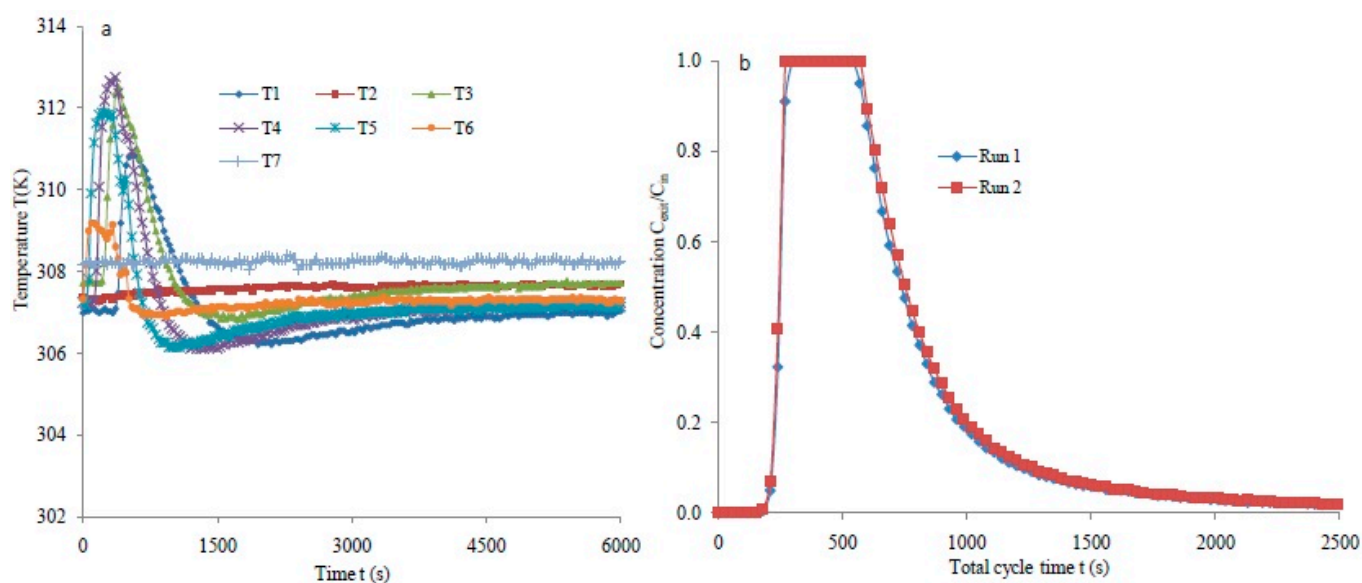 a
314
312
310
308
306
304
302
Temperature T(K)
T1 T2 T3
T4 T5 T6
T7
0 1500 3000 4500 6000
Time t (s)
b
1.0
0.8
0.6
0.4
0.2
0.0
Concentration C_exit/C_in
Run 1
Run 2
0 500 1000 1500 2000 2500
Total cycle time t (s)